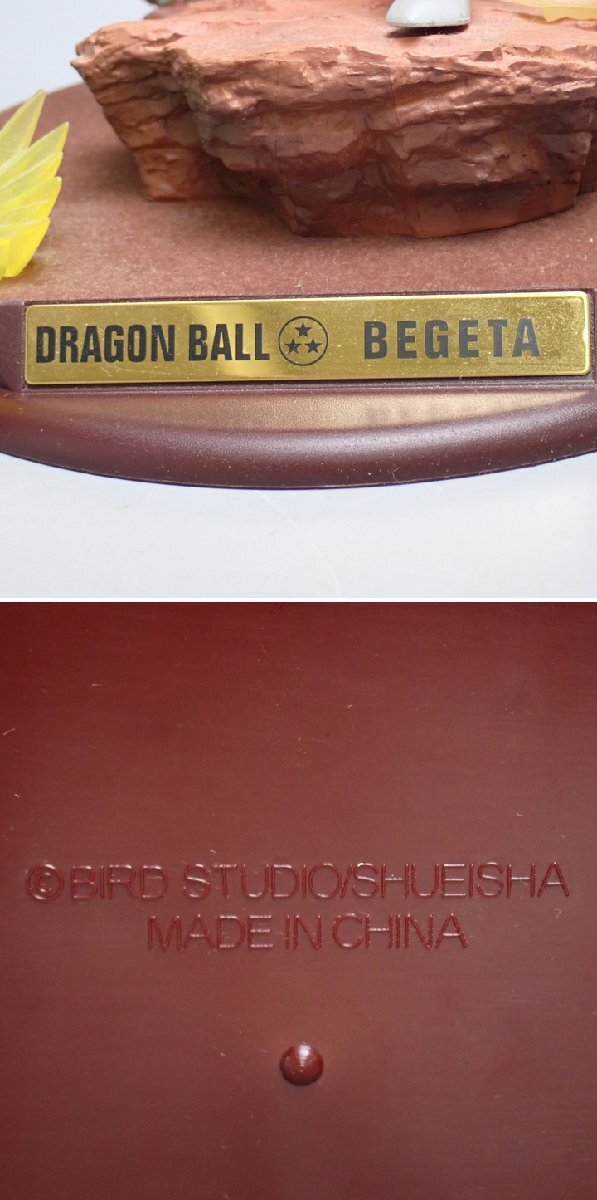 DRAGON BALL BEGETA
©BIRD STUDIO/SHUEISHA
MADE IN CHINA